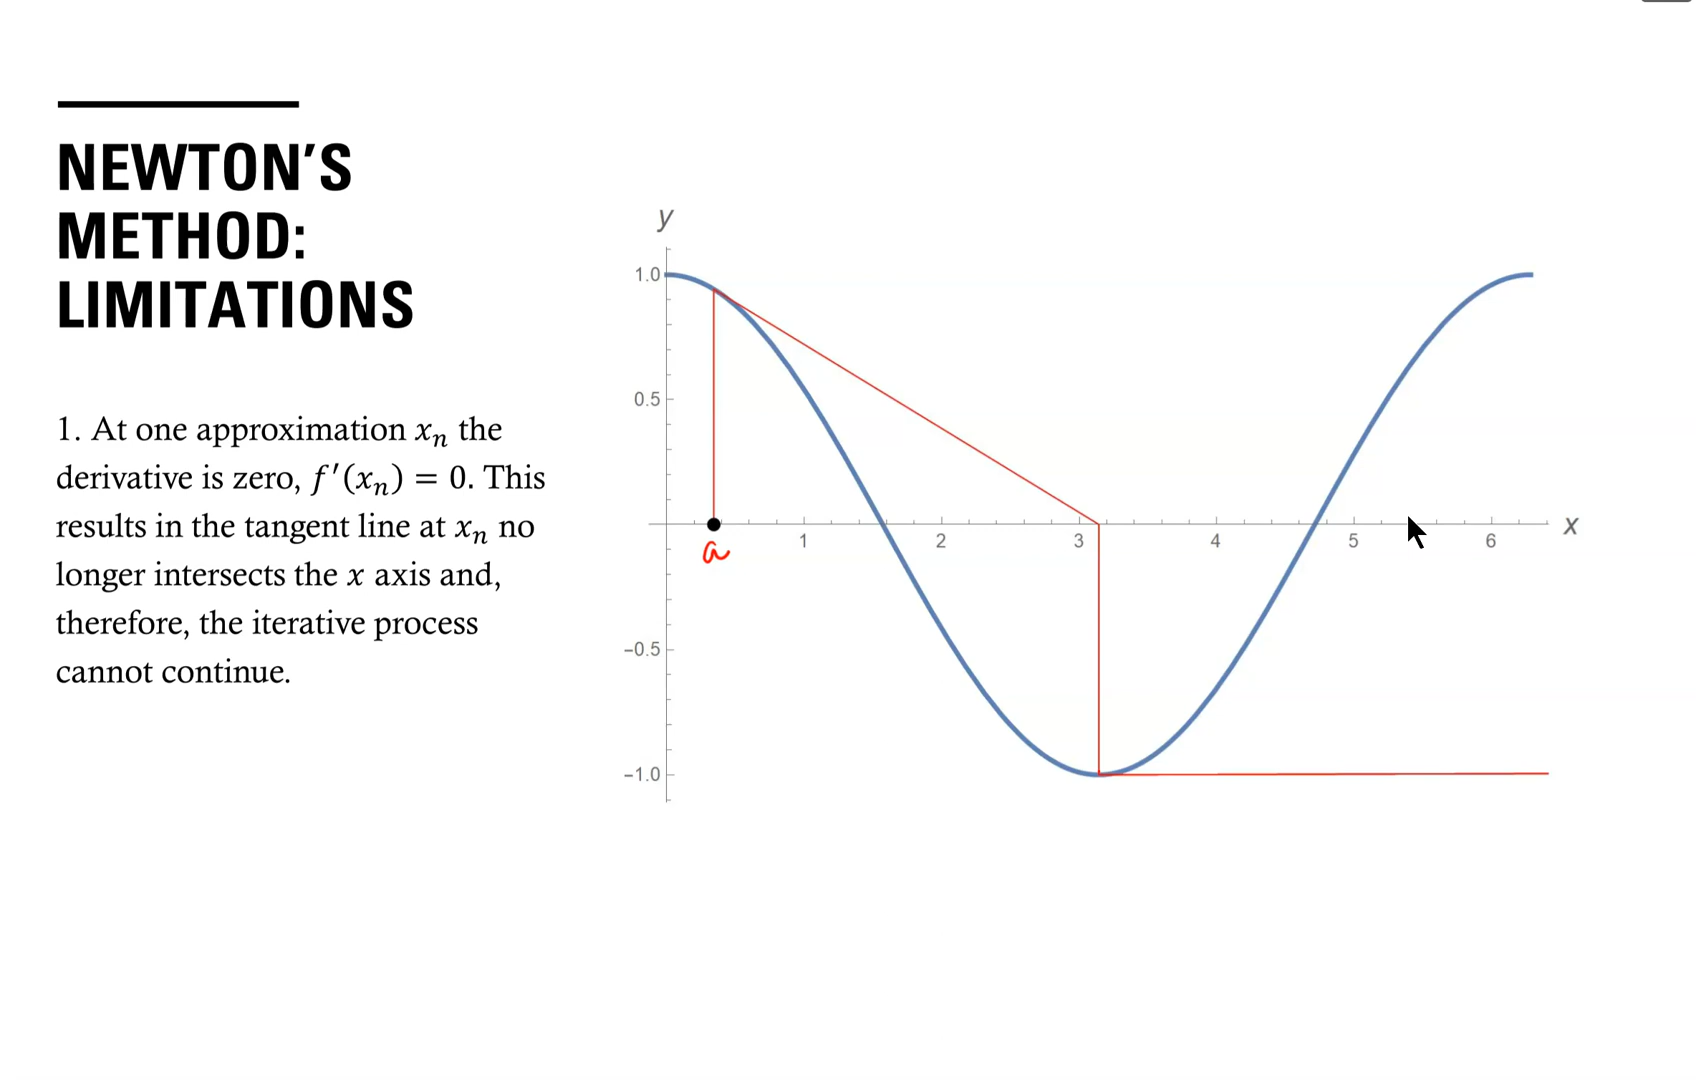 NEWTON'S
METHOD:
LIMITATIONS
1. At one approximation xₙ the
derivative is zero, f′(xₙ) = 0. This
results in the tangent line at xₙ no
longer intersects the x axis and,
therefore, the iterative process
cannot continue.
y
1.0
0.5
1 2 3 4 5 6 x
a
−0.5
−1.0